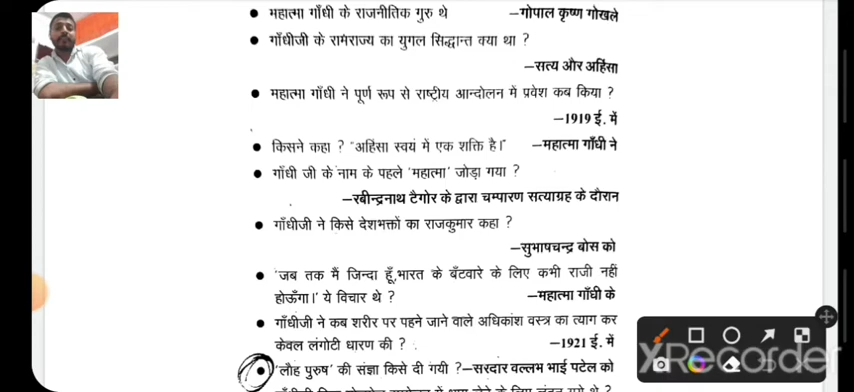 ● महात्मा गाँधी के राजनीतिक गुरु थे –गोपाल कृष्ण गोखले
● गाँधीजी के रामराज्य का युगल सिद्धान्त क्या था ?
–सत्य और अहिंसा
● महात्मा गाँधी ने पूर्ण रूप से राष्ट्रीय आन्दोलन में प्रवेश कब किया ?
–1919 ई. में
● किसने कहा ? "अहिंसा स्वयं में एक शक्ति है।" –महात्मा गाँधी ने
● गाँधी जी के नाम के पहले 'महात्मा' जोड़ा गया ?
–रबीन्द्रनाथ टैगोर के द्वारा चम्पारण सत्याग्रह के दौरान
● गाँधीजी ने किसे देशभक्तों का राजकुमार कहा ?
–सुभाषचन्द्र बोस को
● 'जब तक मैं जिन्दा हूँ,भारत के बँटवारे के लिए कभी राजी नहीं
होऊँगा।' ये विचार थे ? –महात्मा गाँधी के
● गाँधीजी ने कब शरीर पर पहने जाने वाले अधिकांश वस्त्र का त्याग कर
केवल लंगोटी धारण की ? –1921 ई. में
● 'लौह पुरुष' की संज्ञा किसे दी गयी ? –सरदार वल्लभ भाई पटेल को
XRecorder